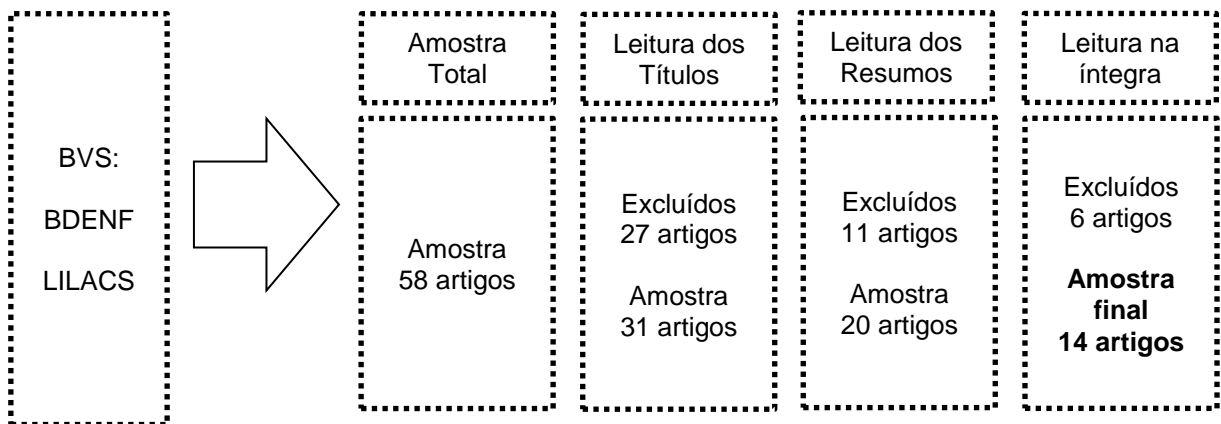 BVS:
BDENF
LILACS
Amostra
Total
Amostra
58 artigos
Leitura dos
Títulos
Excluídos
27 artigos
Amostra
31 artigos
Leitura dos
Resumos
Excluídos
11 artigos
Amostra
20 artigos
Leitura na
íntegra
Excluídos
6 artigos
Amostra
final
14 artigos